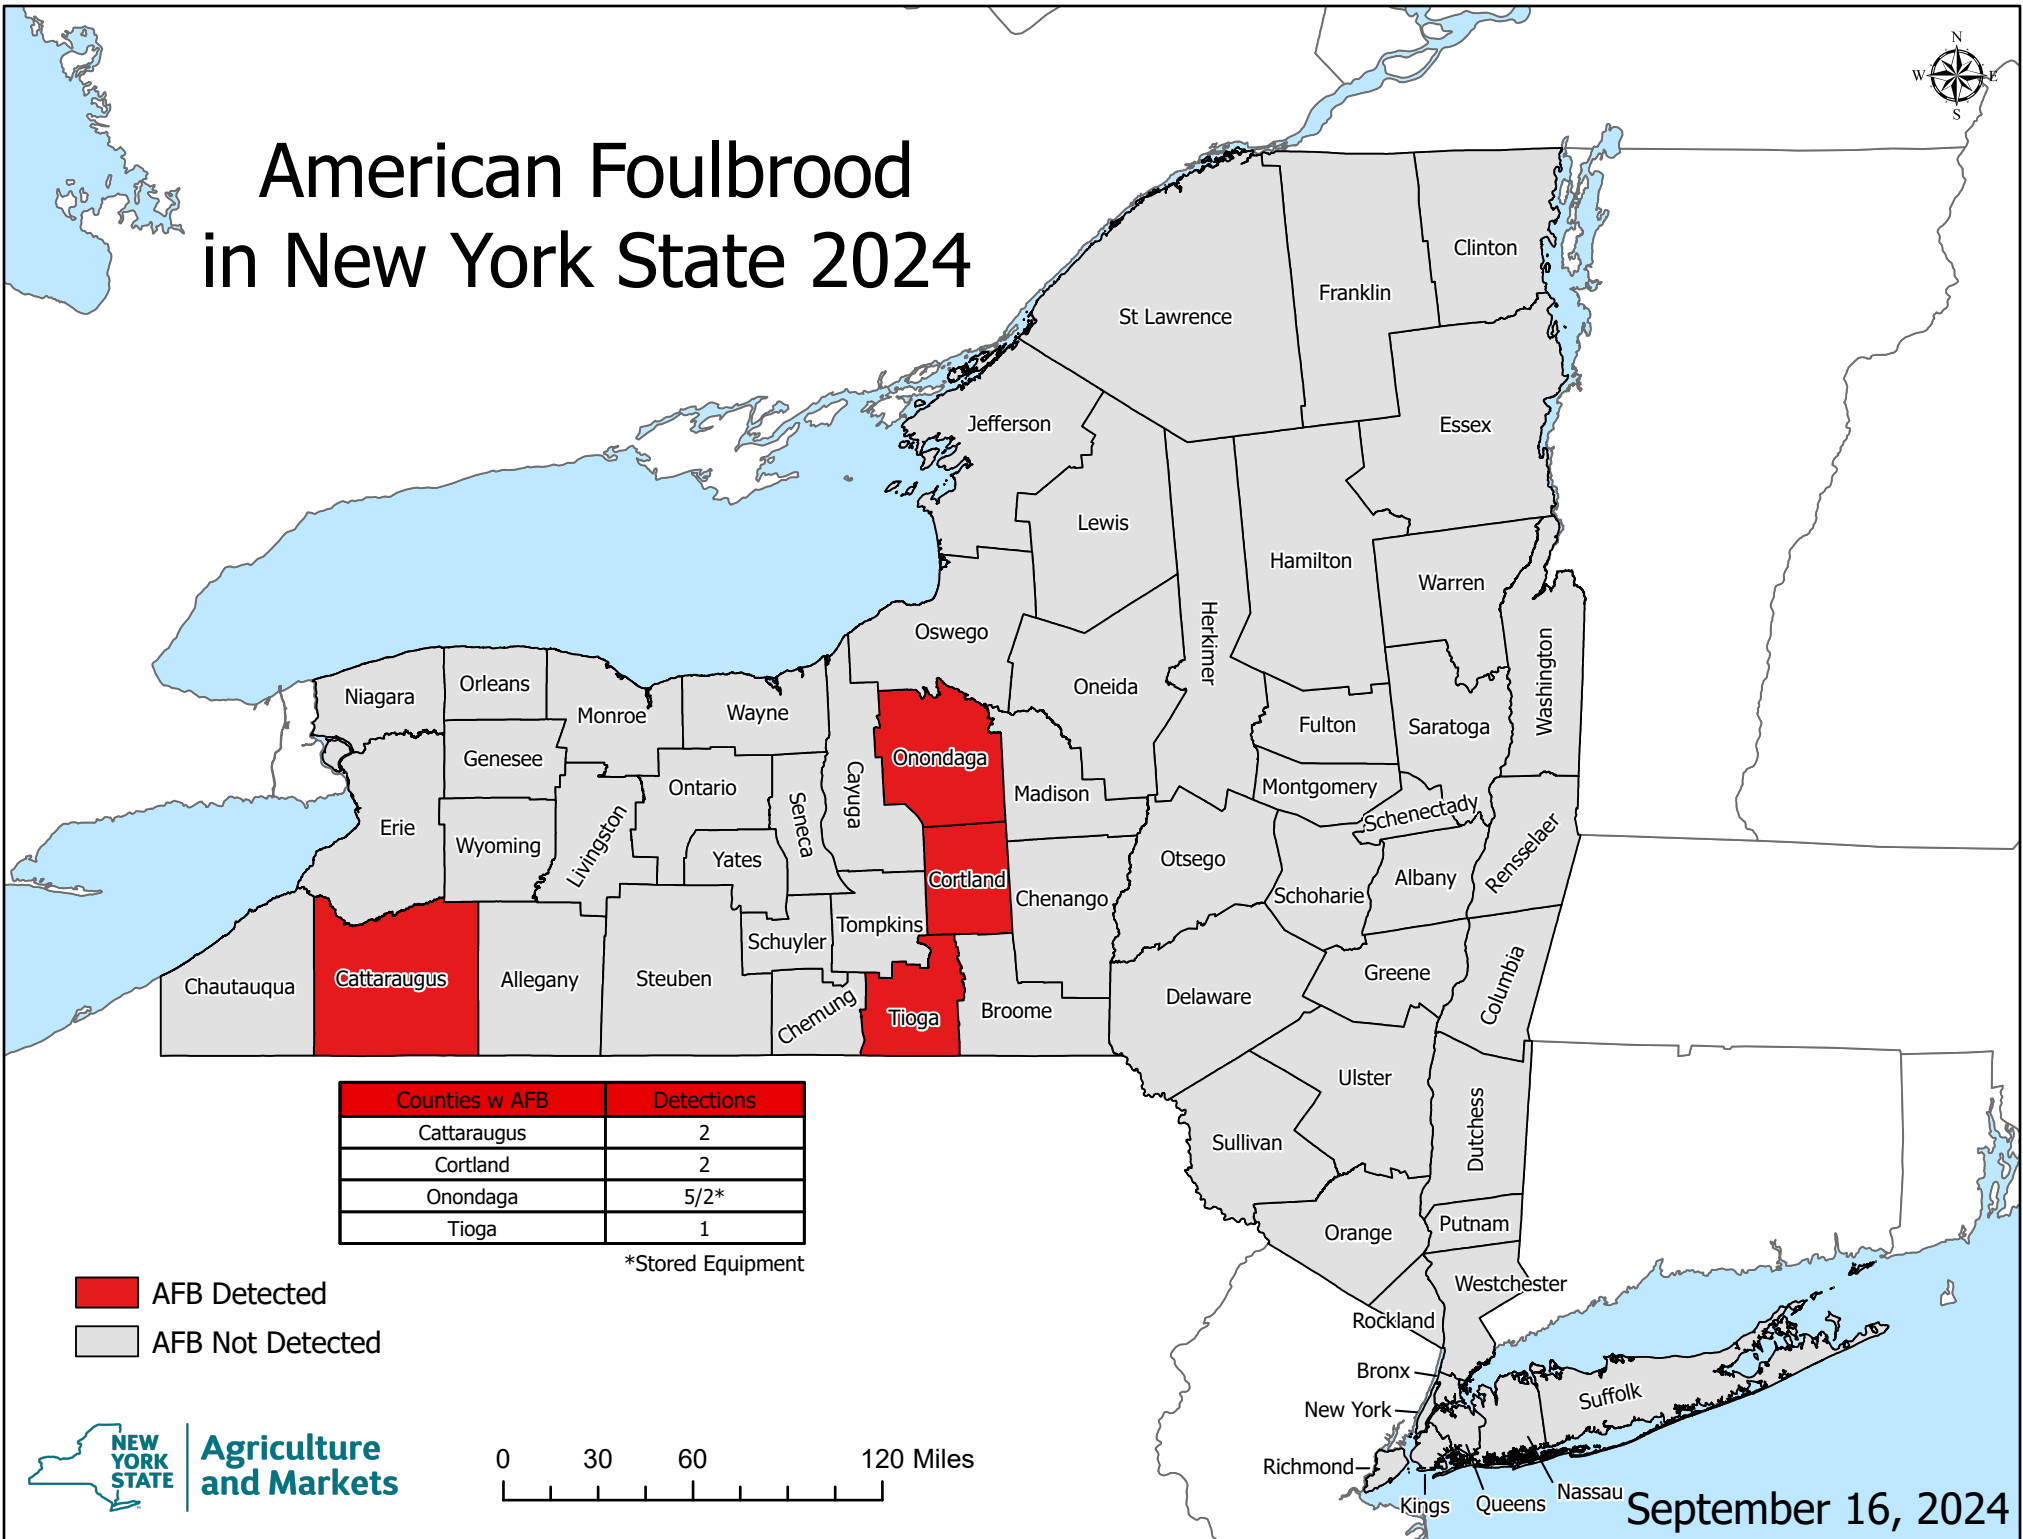 American Foulbrood
in New York State 2024
N
W E
S
Clinton
Franklin
St Lawrence
Essex
Jefferson
Lewis
Hamilton
Warren
Herkimer
Oswego
Washington
Oneida
Niagara
Orleans
Monroe
Wayne
Fulton
Saratoga
Genesee
Onondaga
Ontario
Cayuga
Madison
Montgomery
Seneca
Schenectady
Erie
Wyoming
Livingston
Yates
Otsego
Rensselaer
Cortland
Albany
Chenango
Schoharie
Tompkins
Schuyler
Chautauqua
Cattaraugus
Allegany
Steuben
Greene
Columbia
Delaware
Chemung
Tioga
Broome
Ulster
Dutchess
Sullivan
Putnam
Orange
Westchester
Rockland
Bronx
Suffolk
New York
Richmond
Kings
Queens
Nassau
Counties w AFB Detections
Cattaraugus 2
Cortland 2
Onondaga 5/2*
Tioga 1
*Stored Equipment
AFB Detected
AFB Not Detected
NEW
YORK
STATE
Agriculture
and Markets
0 30 60 120 Miles
September 16, 2024